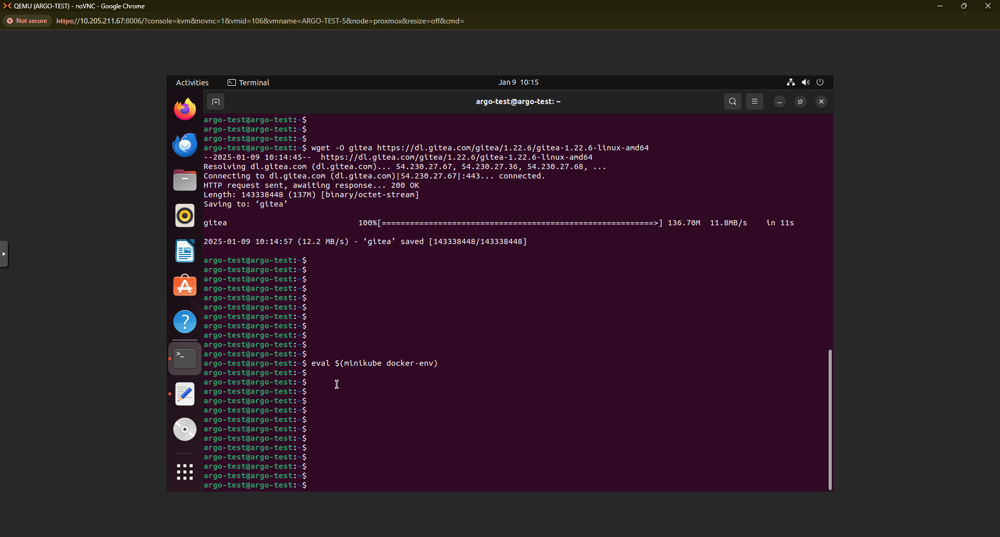 QEMU (ARGO-TEST) - noVNC - Google Chrome
Not secure https://10.205.211.67:8006/?console=kvm&novnc=1&vmid=106&vmname=ARGO-TEST-5&node=proxmox&resize=off&cmd=
Activities Terminal Jan 9 10:15
argo-test@argo-test: ~
argo-test@argo-test:~$
argo-test@argo-test:~$
argo-test@argo-test:~$
argo-test@argo-test:~$ wget -O gitea https://dl.gitea.com/gitea/1.22.6/gitea-1.22.6-linux-amd64
--2025-01-09 10:14:45--  https://dl.gitea.com/gitea/1.22.6/gitea-1.22.6-linux-amd64
Resolving dl.gitea.com (dl.gitea.com)... 54.230.27.67, 54.230.27.36, 54.230.27.68, ...
Connecting to dl.gitea.com (dl.gitea.com)|54.230.27.67|:443... connected.
HTTP request sent, awaiting response... 200 OK
Length: 143338448 (137M) [binary/octet-stream]
Saving to: ‘gitea’
gitea 100%[==========================================================>] 136.70M 11.8MB/s in 11s
2025-01-09 10:14:57 (12.2 MB/s) - ‘gitea’ saved [143338448/143338448]
argo-test@argo-test:~$
argo-test@argo-test:~$
argo-test@argo-test:~$
argo-test@argo-test:~$
argo-test@argo-test:~$
argo-test@argo-test:~$
argo-test@argo-test:~$
argo-test@argo-test:~$
argo-test@argo-test:~$
argo-test@argo-test:~$
argo-test@argo-test:~$
argo-test@argo-test:~$ eval $(minikube docker-env)
argo-test@argo-test:~$
argo-test@argo-test:~$
argo-test@argo-test:~$
argo-test@argo-test:~$
argo-test@argo-test:~$
argo-test@argo-test:~$
argo-test@argo-test:~$
argo-test@argo-test:~$
argo-test@argo-test:~$
argo-test@argo-test:~$
argo-test@argo-test:~$
argo-test@argo-test:~$
argo-test@argo-test:~$